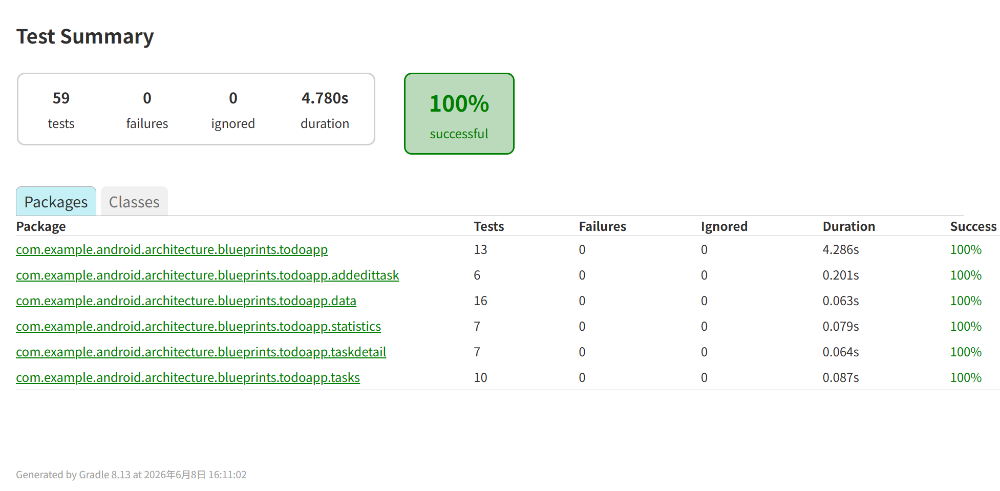 Test Summary
59 0 0 4.780s
tests failures ignored duration
100%
successful
Packages Classes
Package Tests Failures Ignored Duration Success
com.example.android.architecture.blueprints.todoapp 13 0 0 4.286s 100%
com.example.android.architecture.blueprints.todoapp.addedittask 6 0 0 0.201s 100%
com.example.android.architecture.blueprints.todoapp.data 16 0 0 0.063s 100%
com.example.android.architecture.blueprints.todoapp.statistics 7 0 0 0.079s 100%
com.example.android.architecture.blueprints.todoapp.taskdetail 7 0 0 0.064s 100%
com.example.android.architecture.blueprints.todoapp.tasks 10 0 0 0.087s 100%
Generated by Gradle 8.13 at 2026年6月8日 16:11:02